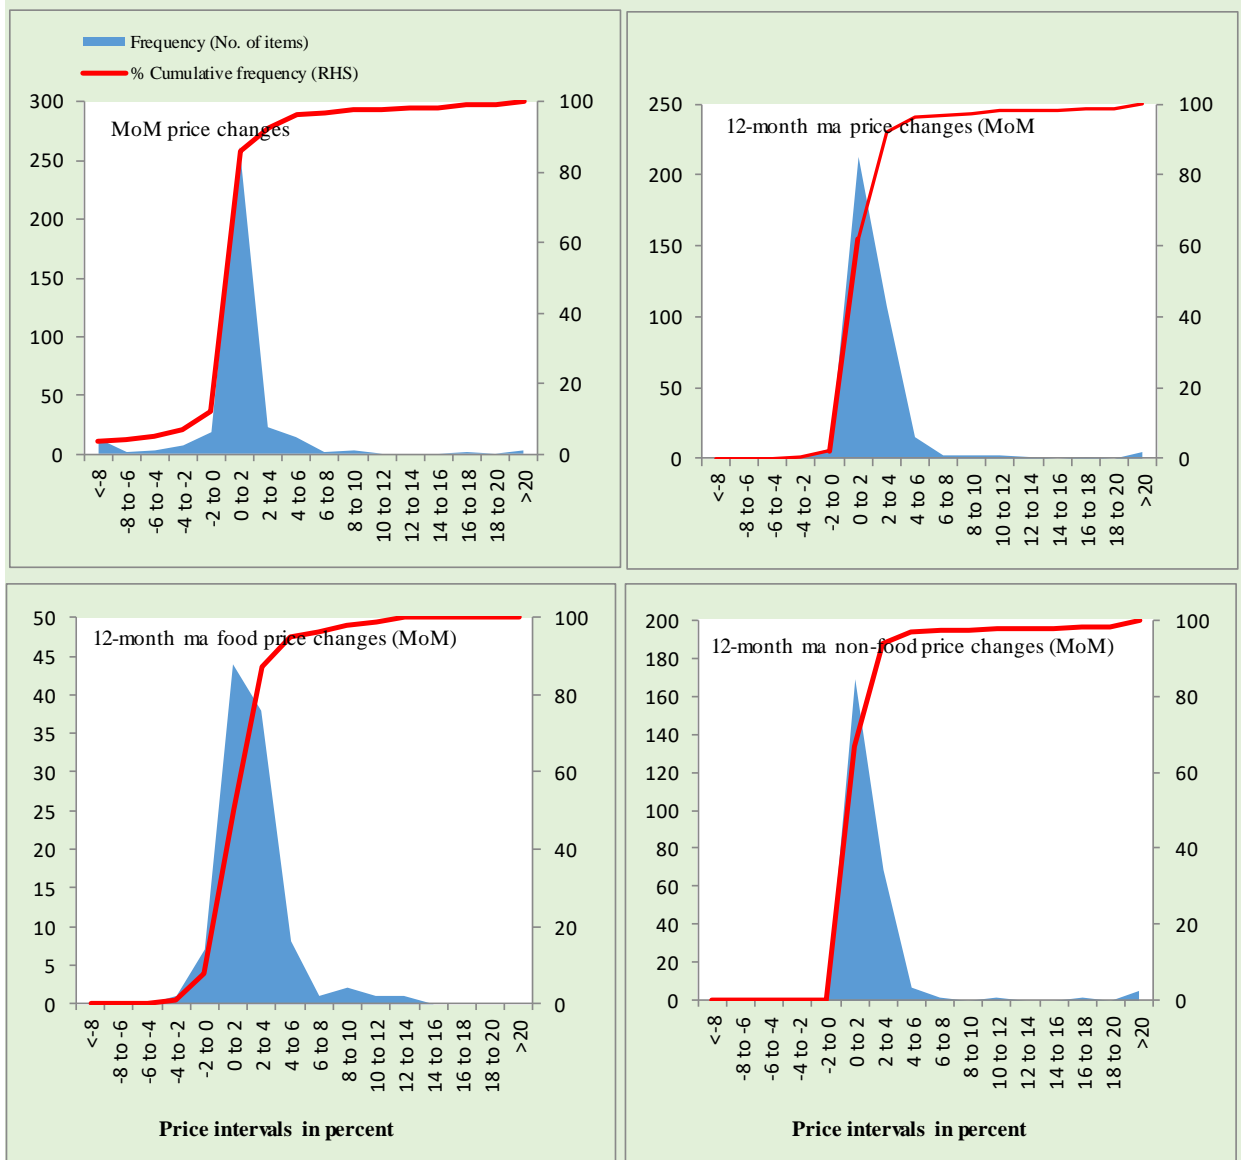 Frequency (No. of items)
% Cumulative frequency (RHS)
MoM price changes
300
250
200
150
100
50
0
100
80
60
40
20
0
<-8
-8 to -6
-6 to -4
-4 to -2
-2 to 0
0 to 2
2 to 4
4 to 6
6 to 8
8 to 10
10 to 12
12 to 14
14 to 16
16 to 18
18 to 20
>20
12-month ma price changes (MoM
250
200
150
100
50
0
100
80
60
40
20
0
<-8
-8 to -6
-6 to -4
-4 to -2
-2 to 0
0 to 2
2 to 4
4 to 6
6 to 8
8 to 10
10 to 12
12 to 14
14 to 16
16 to 18
18 to 20
>20
12-month ma food price changes (MoM)
50
45
40
35
30
25
20
15
10
5
0
100
80
60
40
20
0
<-8
-8 to -6
-6 to -4
-4 to -2
-2 to 0
0 to 2
2 to 4
4 to 6
6 to 8
8 to 10
10 to 12
12 to 14
14 to 16
16 to 18
18 to 20
>20
Price intervals in percent
12-month ma non-food price changes (MoM)
200
180
160
140
120
100
80
60
40
20
0
100
80
60
40
20
0
<-8
-8 to -6
-6 to -4
-4 to -2
-2 to 0
0 to 2
2 to 4
4 to 6
6 to 8
8 to 10
10 to 12
12 to 14
14 to 16
16 to 18
18 to 20
>20
Price intervals in percent